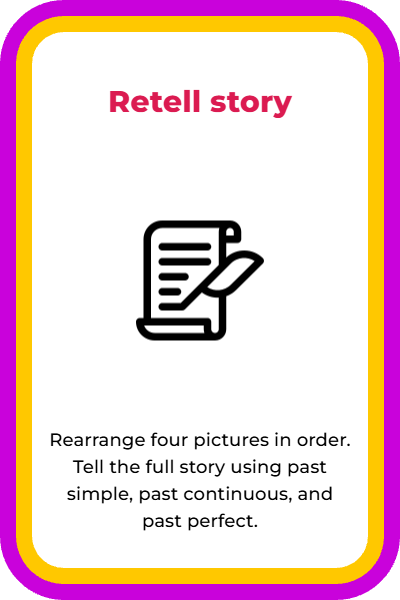 Retell story
Rearrange four pictures in order.
Tell the full story using past
simple, past continuous, and
past perfect.